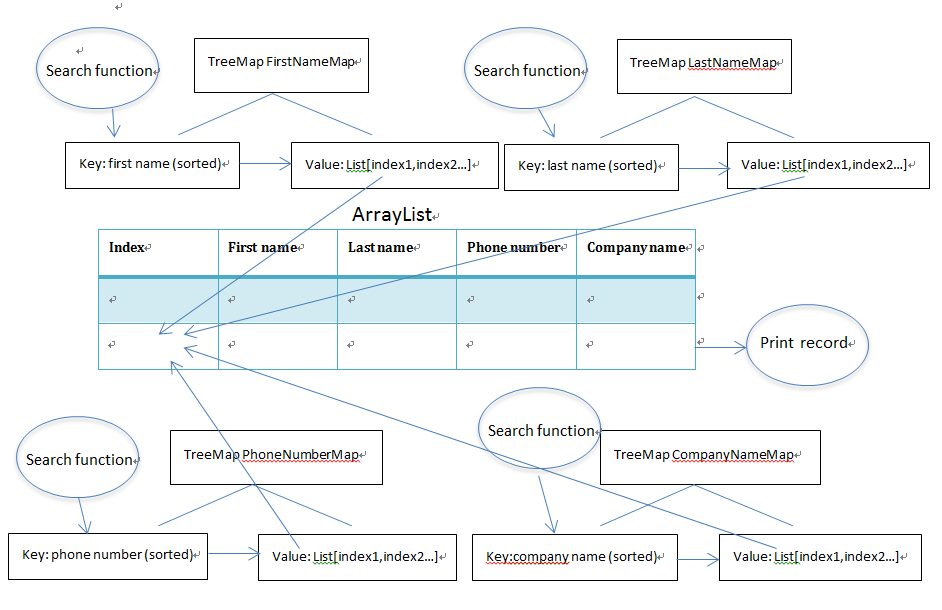 Search function
TreeMap FirstNameMap
Search function
TreeMap LastNameMap
Key: first name (sorted)
Value: List[index1,index2...]
Key: last name (sorted)
Value: List[index1,index2...]
ArrayList
Index First name Last name Phone number Company name
Print record
Search function
TreeMap PhoneNumberMap
Search function
TreeMap CompanyNameMap
Key: phone number (sorted)
Value: List[index1,index2...]
Key:company name (sorted)
Value: List[index1,index2...]